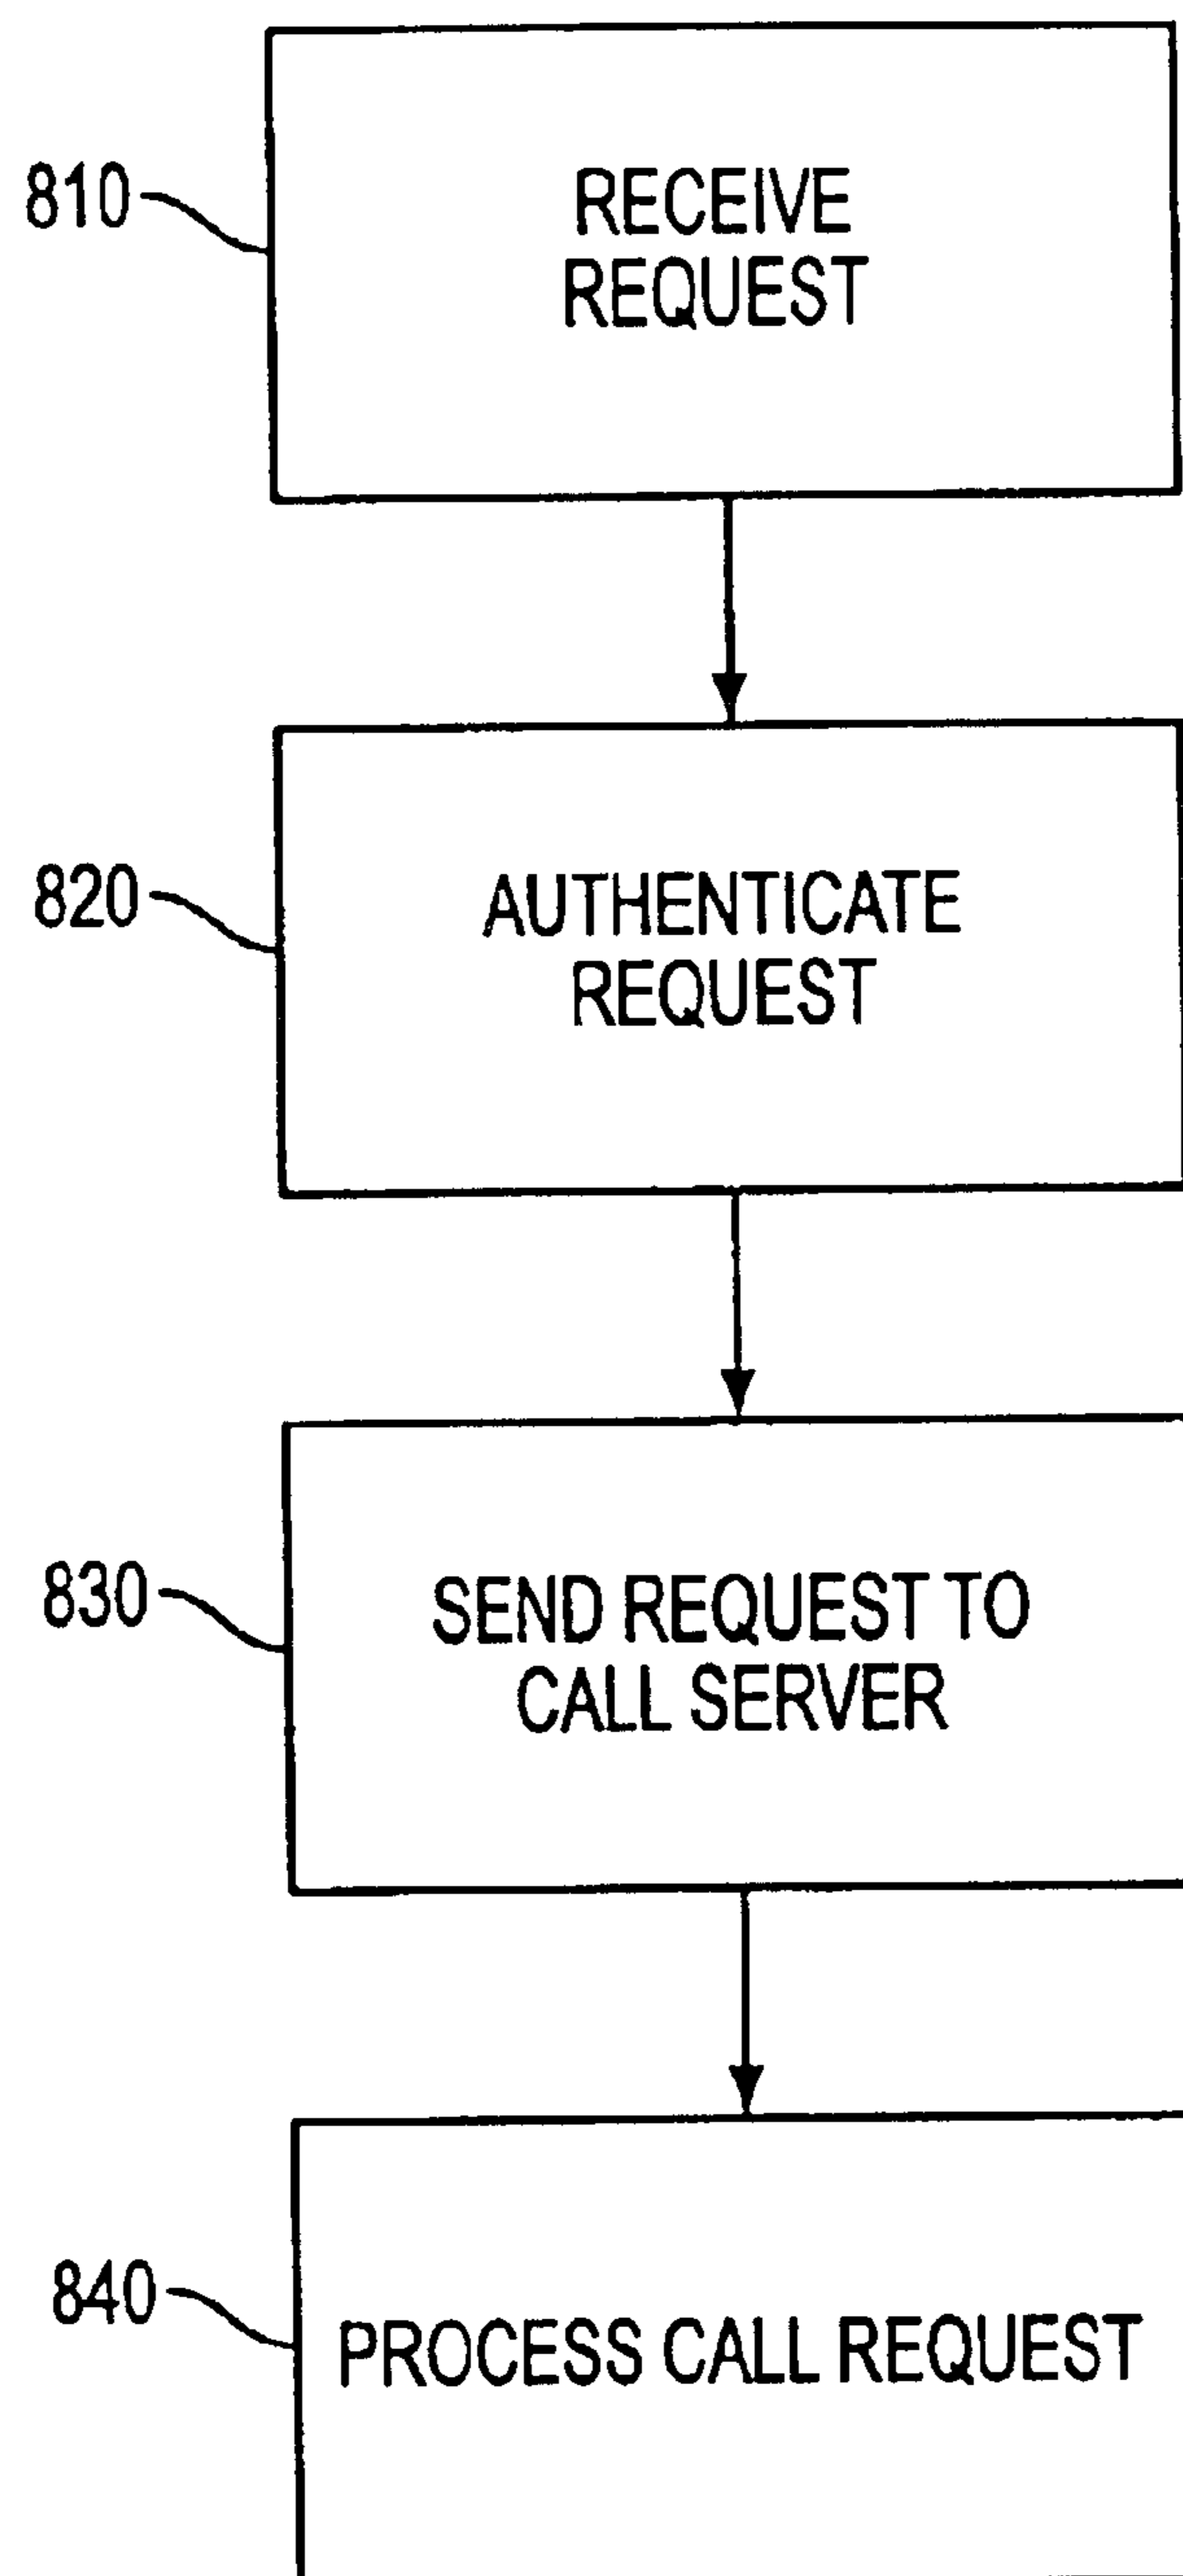 810
RECEIVE
REQUEST
820
AUTHENTICATE
REQUEST
830
SEND REQUEST TO
CALL SERVER
840
PROCESS CALL REQUEST